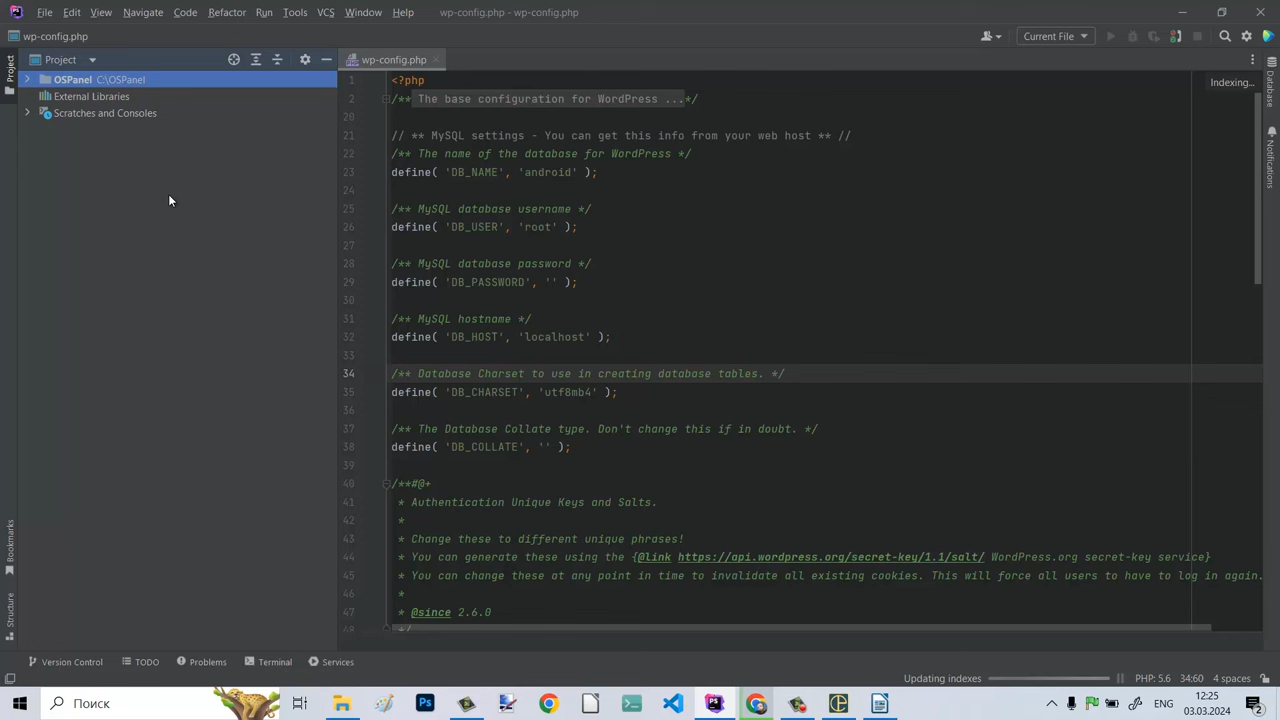 File Edit View Navigate Code Refactor Run Tools VCS Window Help wp-config.php - wp-config.php
wp-config.php
Current File
Project
wp-config.php
OSPanel C:\OSPanel
External Libraries
Scratches and Consoles
Project
Bookmarks
Structure
Indexing...
Database
Notifications
1 <?php
2 /** The base configuration for WordPress ...*/
20
21 // ** MySQL settings - You can get this info from your web host ** //
22 /** The name of the database for WordPress */
23 define( 'DB_NAME', 'android' );
24
25 /** MySQL database username */
26 define( 'DB_USER', 'root' );
27
28 /** MySQL database password */
29 define( 'DB_PASSWORD', '' );
30
31 /** MySQL hostname */
32 define( 'DB_HOST', 'localhost' );
33
34 /** Database Charset to use in creating database tables. */
35 define( 'DB_CHARSET', 'utf8mb4' );
36
37 /** The Database Collate type. Don't change this if in doubt. */
38 define( 'DB_COLLATE', '' );
39
40 /**#@+
41 * Authentication Unique Keys and Salts.
42 *
43 * Change these to different unique phrases!
44 * You can generate these using the {@link https://api.wordpress.org/secret-key/1.1/salt/ WordPress.org secret-key service}
45 * You can change these at any point in time to invalidate all existing cookies. This will force all users to have to log in again.
46 *
47 * @since 2.6.0
48 */
Version Control TODO Problems Terminal Services
Updating indexes PHP: 5.6 34:60 4 spaces
Поиск
Ps
12:25
03.03.2024
2